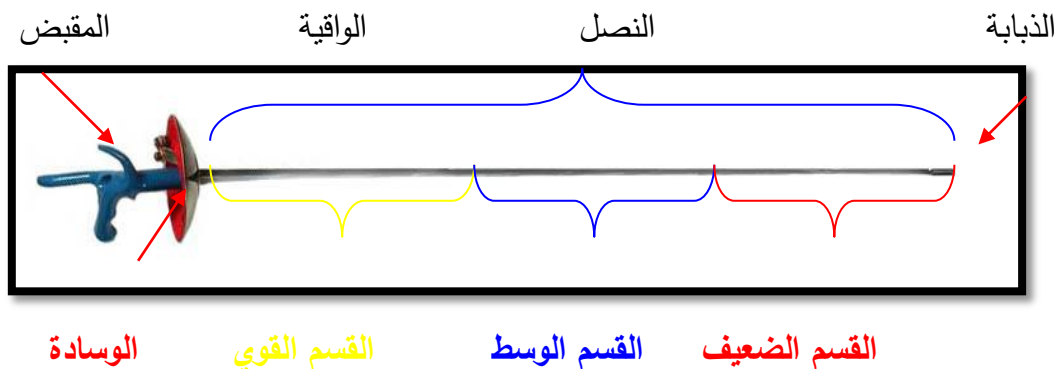 الذبابة النصل الواقية المقبض
القسم الضعيف القسم الوسط القسم القوي الوسادة